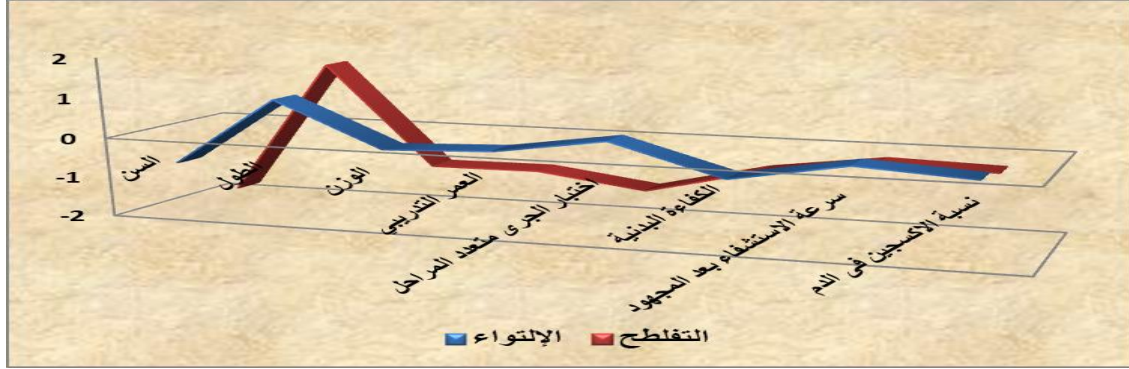 2
1
0
-1
-2
السن
الطول
الوزن
العمر التدريبي
اختبار الجرى متعدد المراحل
الكفاءة البدنية
سرعة الاستشفاء بعد المجهود
نسبة الاكسجين فى الدم
الإلتواء
التفلطح